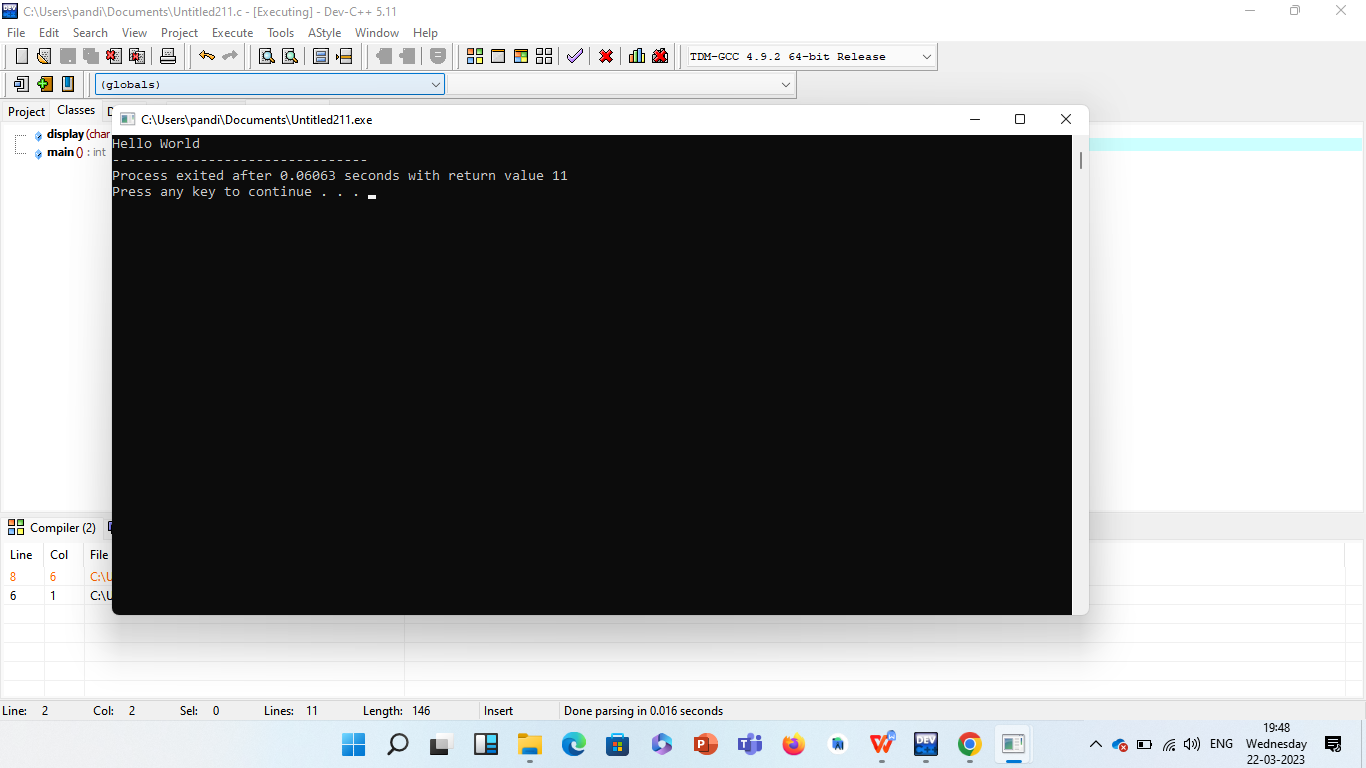 C:\Users\pandi\Documents\Untitled211.c - [Executing] - Dev-C++ 5.11
File Edit Search View Project Execute Tools AStyle Window Help
TDM-GCC 4.9.2 64-bit Release
(globals)
Project Classes D
C:\Users\pandi\Documents\Untitled211.exe
display (char
main () : int
Hello World
--------------------------------
Process exited after 0.06063 seconds with return value 11
Press any key to continue . . .
Compiler (2)
Line Col File
8 6 C:\U
6 1 C:\U
Line: 2 Col: 2 Sel: 0 Lines: 11 Length: 146 Insert Done parsing in 0.016 seconds
ENG
19:48
Wednesday
22-03-2023